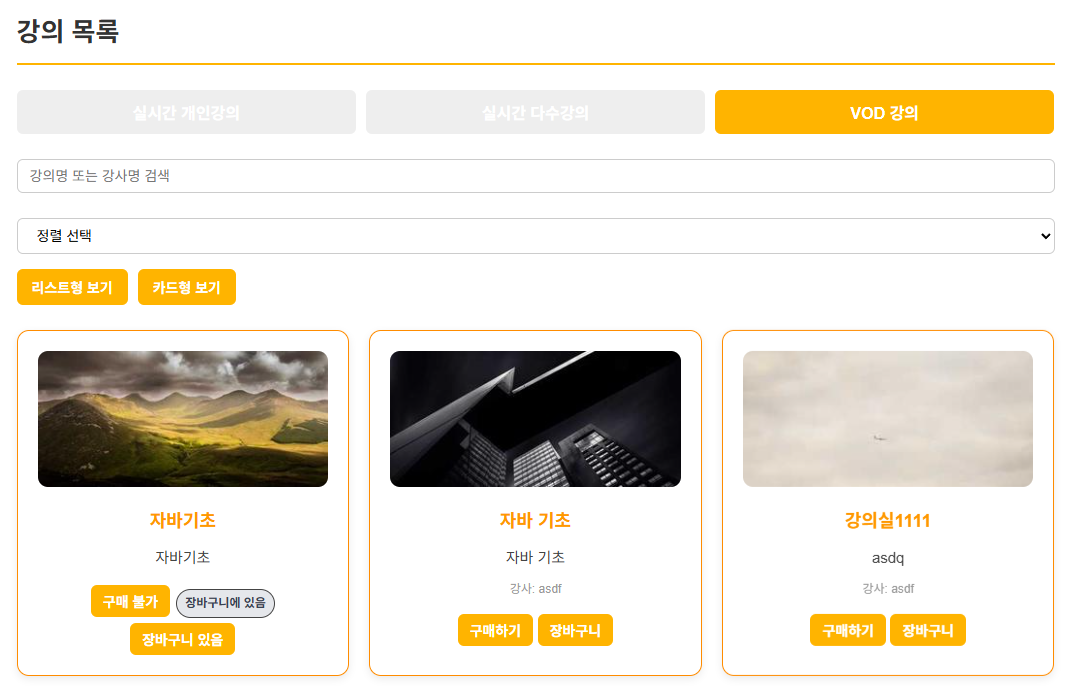 강의 목록
실시간 개인강의
실시간 다수강의
VOD 강의
강의명 또는 강사명 검색
정렬 선택
리스트형 보기
카드형 보기
자바기초
자바기초
구매 불가
장바구니에 있음
장바구니 있음
자바 기초
자바 기초
강사: asdf
구매하기
장바구니
강의실1111
asdq
강사: asdf
구매하기
장바구니